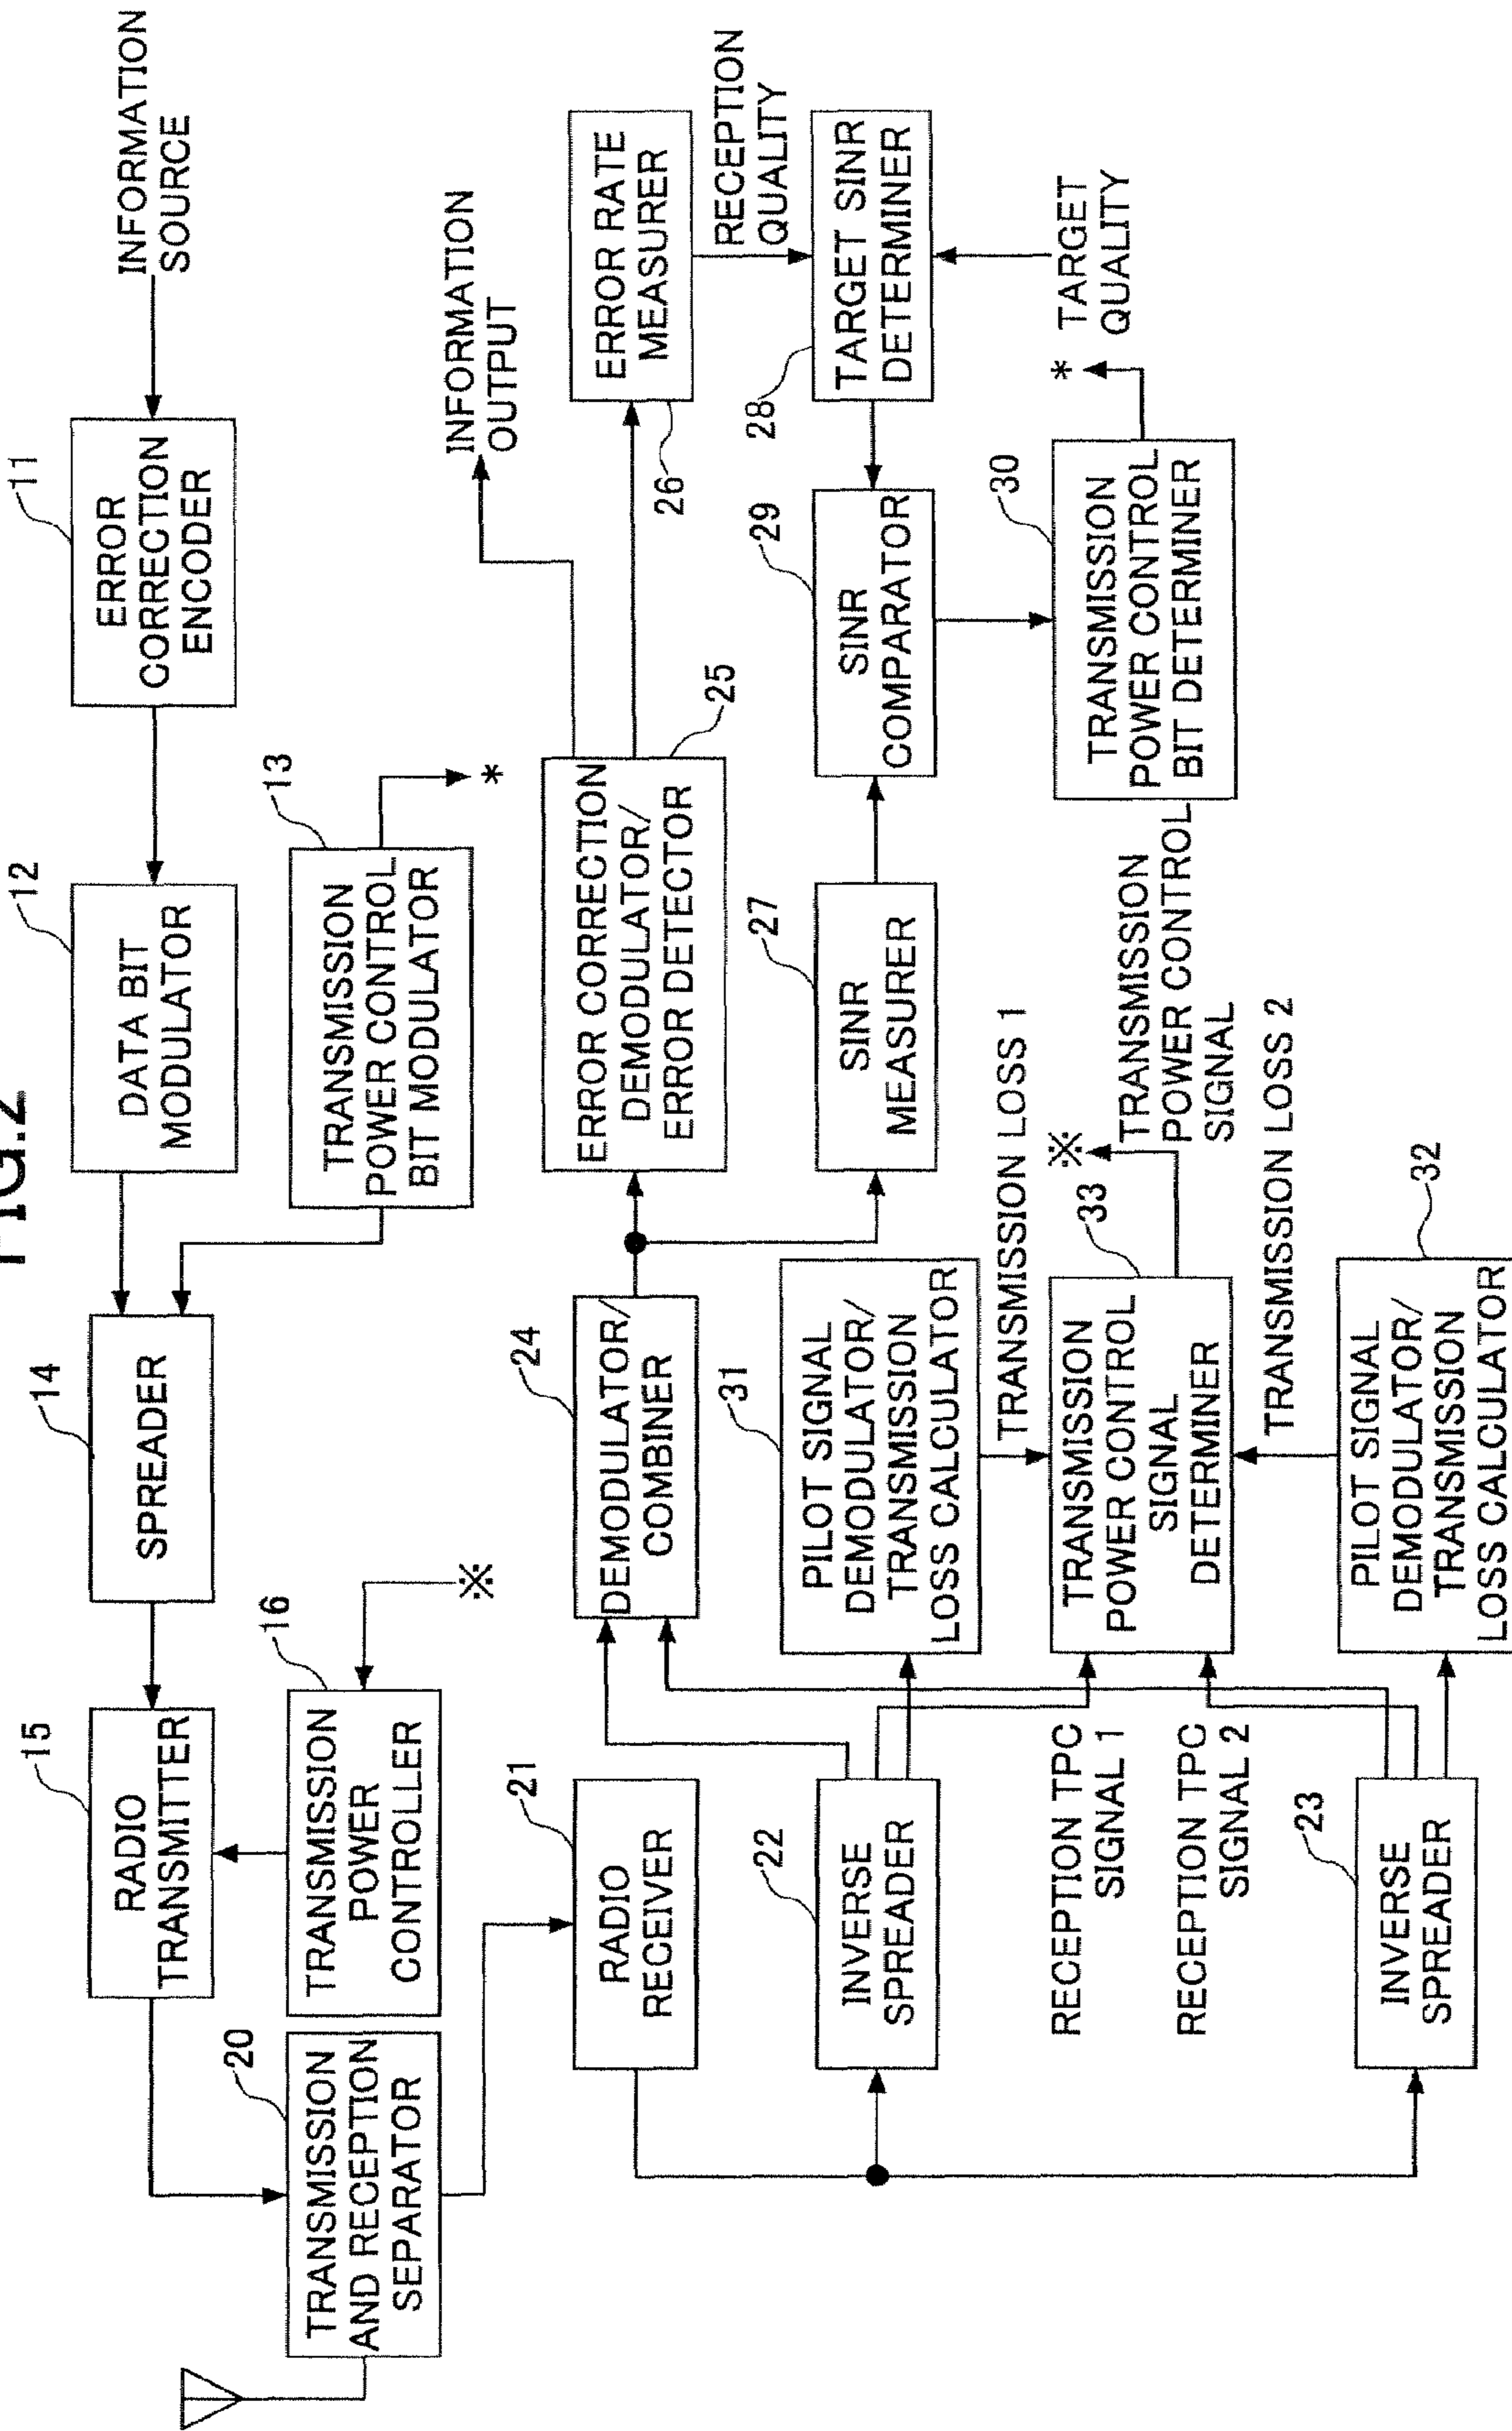 FIG.2
INFORMATION
SOURCE
11
ERROR
CORRECTION
ENCODER
12
DATA BIT
MODULATOR
13
TRANSMISSION
POWER CONTROL
BIT MODULATOR
*
14
SPREADER
15
RADIO
TRANSMITTER
16
TRANSMISSION
POWER
CONTROLLER
※
20
TRANSMISSION
AND RECEPTION
SEPARATOR
21
RADIO
RECEIVER
22
INVERSE
SPREADER
23
INVERSE
SPREADER
RECEPTION TPC
SIGNAL 1
RECEPTION TPC
SIGNAL 2
24
DEMODULATOR/
COMBINER
25
ERROR CORRECTION
DEMODULATOR/
ERROR DETECTOR
INFORMATION
OUTPUT
26
ERROR RATE
MEASURER
RECEPTION
QUALITY
27
SINR
MEASURER
28
TARGET SINR
DETERMINER
TARGET
QUALITY
29
SINR
COMPARATOR
30
TRANSMISSION
POWER CONTROL
BIT DETERMINER
*
31
PILOT SIGNAL
DEMODULATOR/
TRANSMISSION
LOSS CALCULATOR
TRANSMISSION LOSS 1
33
TRANSMISSION
POWER CONTROL
SIGNAL
DETERMINER
※
TRANSMISSION
POWER CONTROL
SIGNAL
TRANSMISSION LOSS 2
32
PILOT SIGNAL
DEMODULATOR/
TRANSMISSION
LOSS CALCULATOR